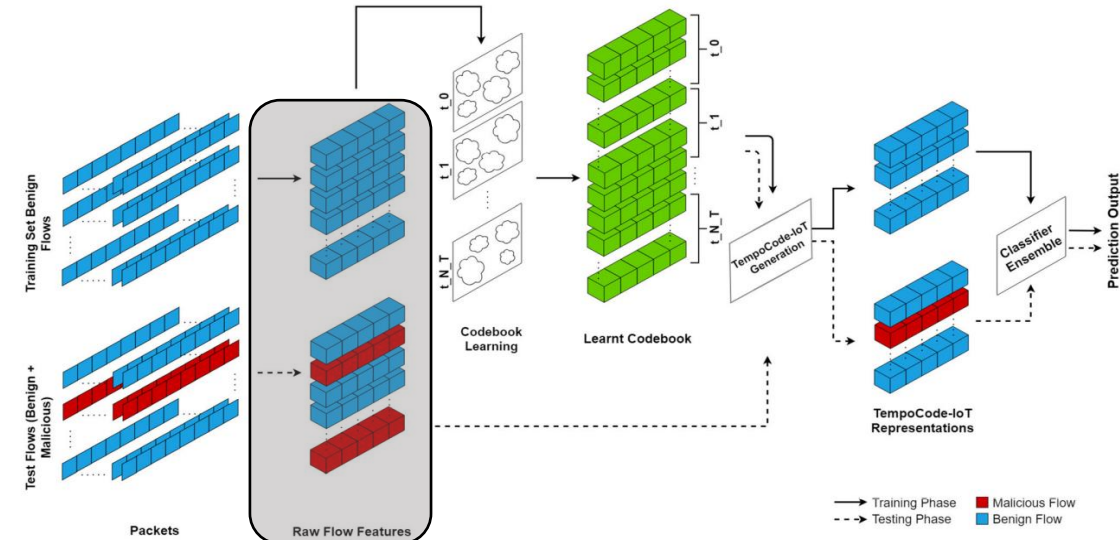 Training Set Benign
Flows
Test Flows (Benign +
Malicious)
Packets
Raw Flow Features
t_0
t_1
t_N_T
Codebook
Learning
t_0
t_1
t_N_T
Learnt Codebook
TempoCode-IoT
Generation
TempoCode-IoT
Representations
Classifier
Ensemble
Prediction Output
Training Phase
Testing Phase
Malicious Flow
Benign Flow